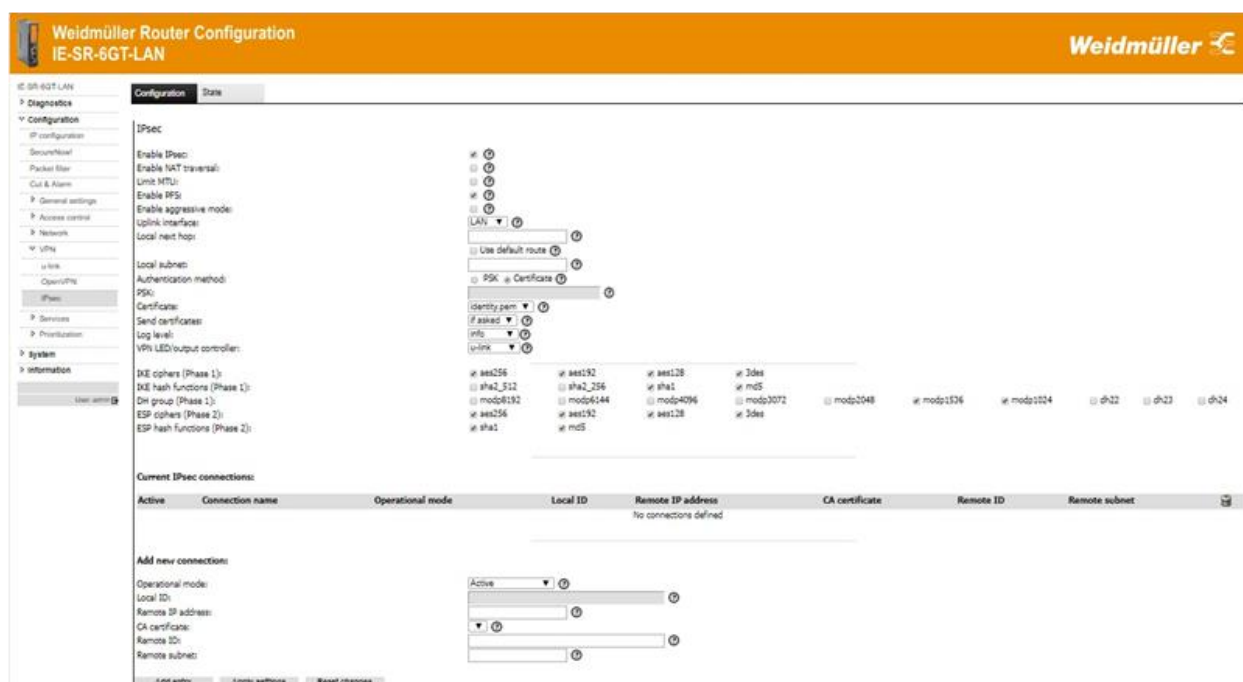 Weidmüller Router Configuration
IE-SR-6GT-LAN
Weidmüller
IE-SR-6GT-LAN
Diagnostics
Configuration
IP configuration
SecureNow!
Packet filter
Cut & Alarm
General settings
Access control
Network
VPN
u-link
OpenVPN
IPsec
Services
Prioritization
System
Information
User: admin
Configuration State
IPsec
Enable IPsec:
Enable NAT traversal:
Limit MTU:
Enable PFS:
Enable aggressive mode:
Uplink interface: LAN
Local next hop:
Use default route
Local subnet:
Authentication method: PSK Certificate
PSK:
Certificate: identity.pem
Send certificates: if asked
Log level: info
VPN LED/output controller: u-link
IKE ciphers (Phase 1): aes256 aes192 aes128 3des
IKE hash functions (Phase 1): sha2_512 sha2_256 sha1 md5
DH group (Phase 1): modp8192 modp6144 modp4096 modp3072 modp2048 modp1536 modp1024 dh22 dh23 dh24
ESP ciphers (Phase 2): aes256 aes192 aes128 3des
ESP hash functions (Phase 2): sha1 md5
Current IPsec connections:
Active Connection name Operational mode Local ID Remote IP address CA certificate Remote ID Remote subnet
No connections defined
Add new connection:
Operational mode: Active
Local ID:
Remote IP address:
CA certificate:
Remote ID:
Remote subnet:
Add entry Apply settings Reset changes